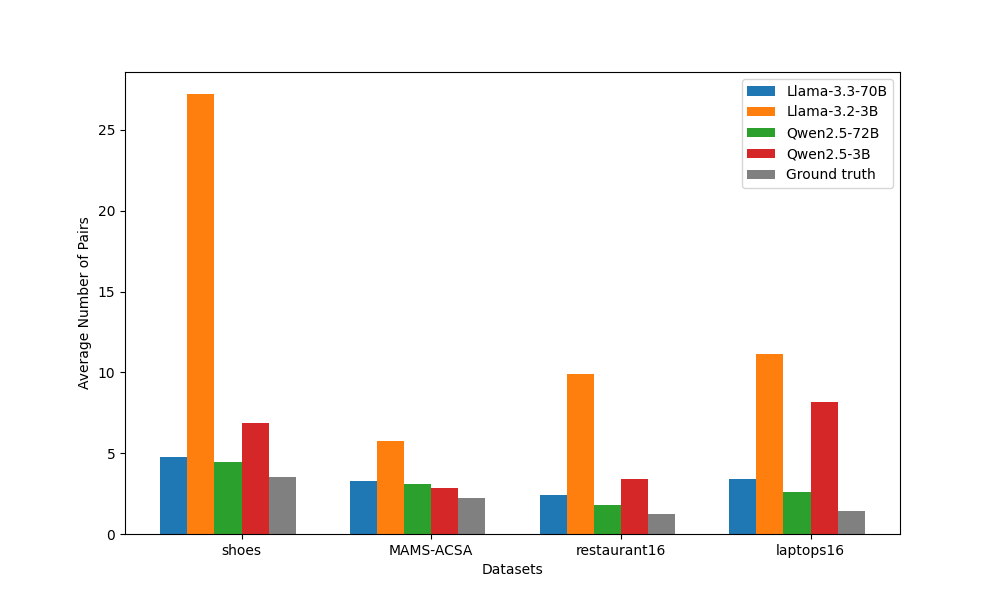 Llama-3.3-70B
Llama-3.2-3B
Qwen2.5-72B
Qwen2.5-3B
Ground truth
25
20
15
10
5
0
Average Number of Pairs
shoes
MAMS-ACSA
restaurant16
laptops16
Datasets